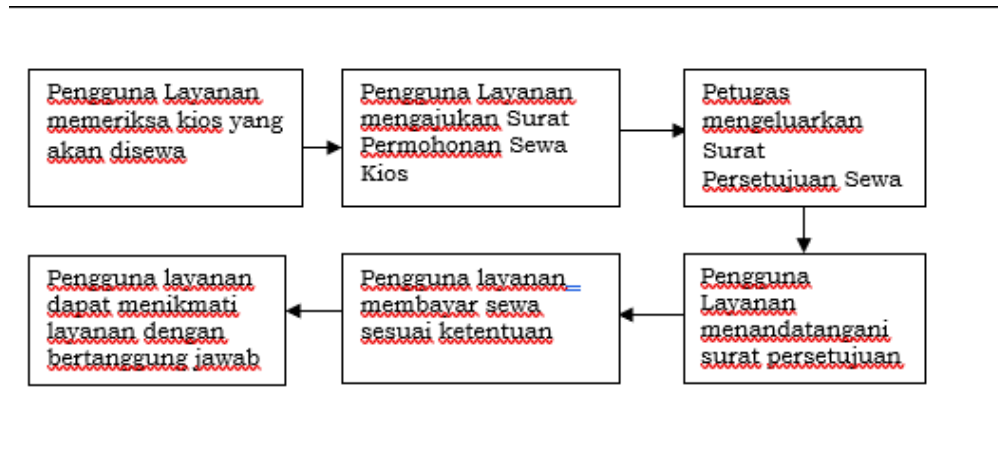 Pengguna Layanan
memeriksa kios yang
akan disewa
Pengguna Layanan
mengajukan Surat
Permohonan Sewa
Kios
Petugas
mengeluarkan
Surat
Persetujuan Sewa
Pengguna
Layanan
menandatangani
surat persetujuan
Pengguna layanan
membayar sewa
sesuai ketentuan
Pengguna layanan
dapat menikmati
layanan dengan
bertanggung jawab